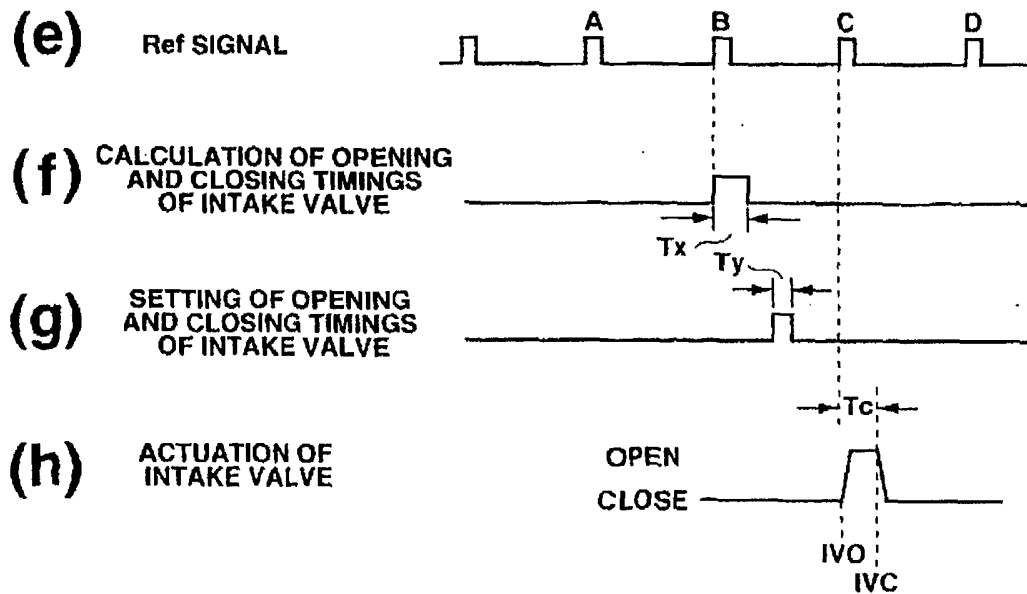 (e) Ref SIGNAL
A B C D
(f) CALCULATION OF OPENING
AND CLOSING TIMINGS
OF INTAKE VALVE
Tx
Ty
(g) SETTING OF OPENING
AND CLOSING TIMINGS
OF INTAKE VALVE
Tc
(h) ACTUATION OF
INTAKE VALVE
OPEN
CLOSE
IVO
IVC